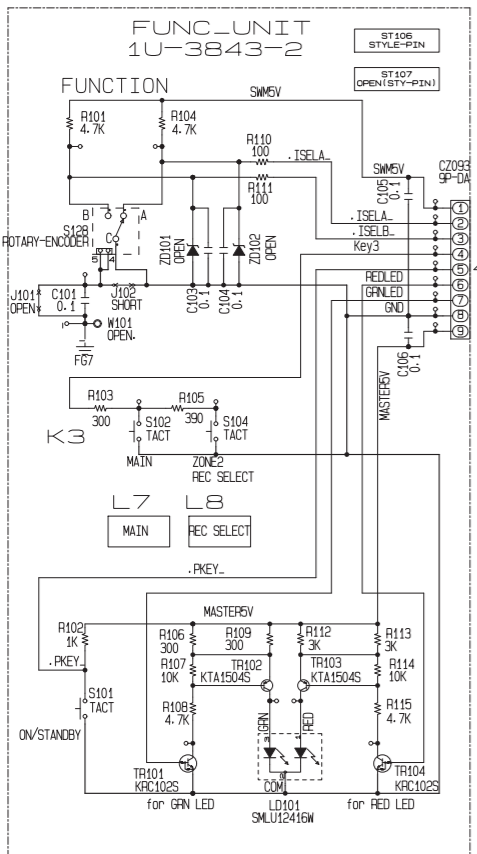 FUNC_UNIT
1U-3843-2
ST106
STYLE-PIN
ST107
OPEN(STY-PIN)
FUNCTION
SWM5V
R101
4.7K
R104
4.7K
R110
100
R111
100
.ISELA_
SWM5V
C105
0.1
CZ093
9P-DA
B
A
C
S128
ROTARY-ENCODER
5
4
ZD101
OPEN
ZD102
OPEN
C103
0.1
C104
0.1
.ISELA_
.ISELB_
Key3
REDLED
GRNLED
GND
1
2
3
4
5
6
7
8
9
4
J101
OPEN
C101
0.1
J102
SHORT
1
W101
OPEN.
FG7
C106
0.1
MASTER5V
R103
300
R105
390
K3
S102
TACT
S104
TACT
MAIN
ZONE2
REC SELECT
L7
L8
MAIN
REC SELECT
.PKEY_
MASTER5V
R102
1K
R106
300
R109
300
R112
3K
R113
3K
.PKEY_
R107
10K
TR102
KTA1504S
TR103
KTA1504S
R114
10K
S101
TACT
R108
4.7K
GRN
RED
R115
4.7K
ON/STANDBY
3
1
COM
TR101
KRC102S
TR104
KRC102S
for GRN LED
LD101
SMLU12416W
for RED LED